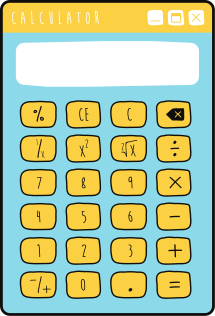 CALCULATOR
% CE C
1/x x² ²√x ÷
7 8 9 ×
4 5 6 −
1 2 3 +
−/+ 0 . =